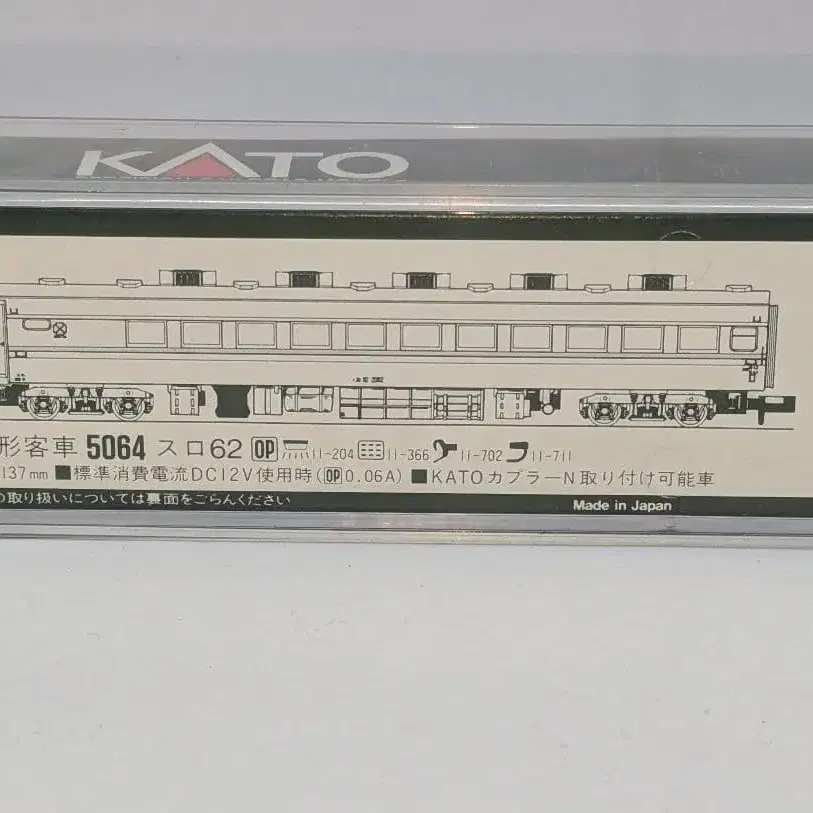 KATO
形客車 5064 スロ62 OP 11-204 11-366 11-702 11-711
137mm ■標準消費電流DC12V使用時(OP0.06A) ■KATOカプラーN取り付け可能車
の取り扱いについては裏面をごらんください
Made in Japan